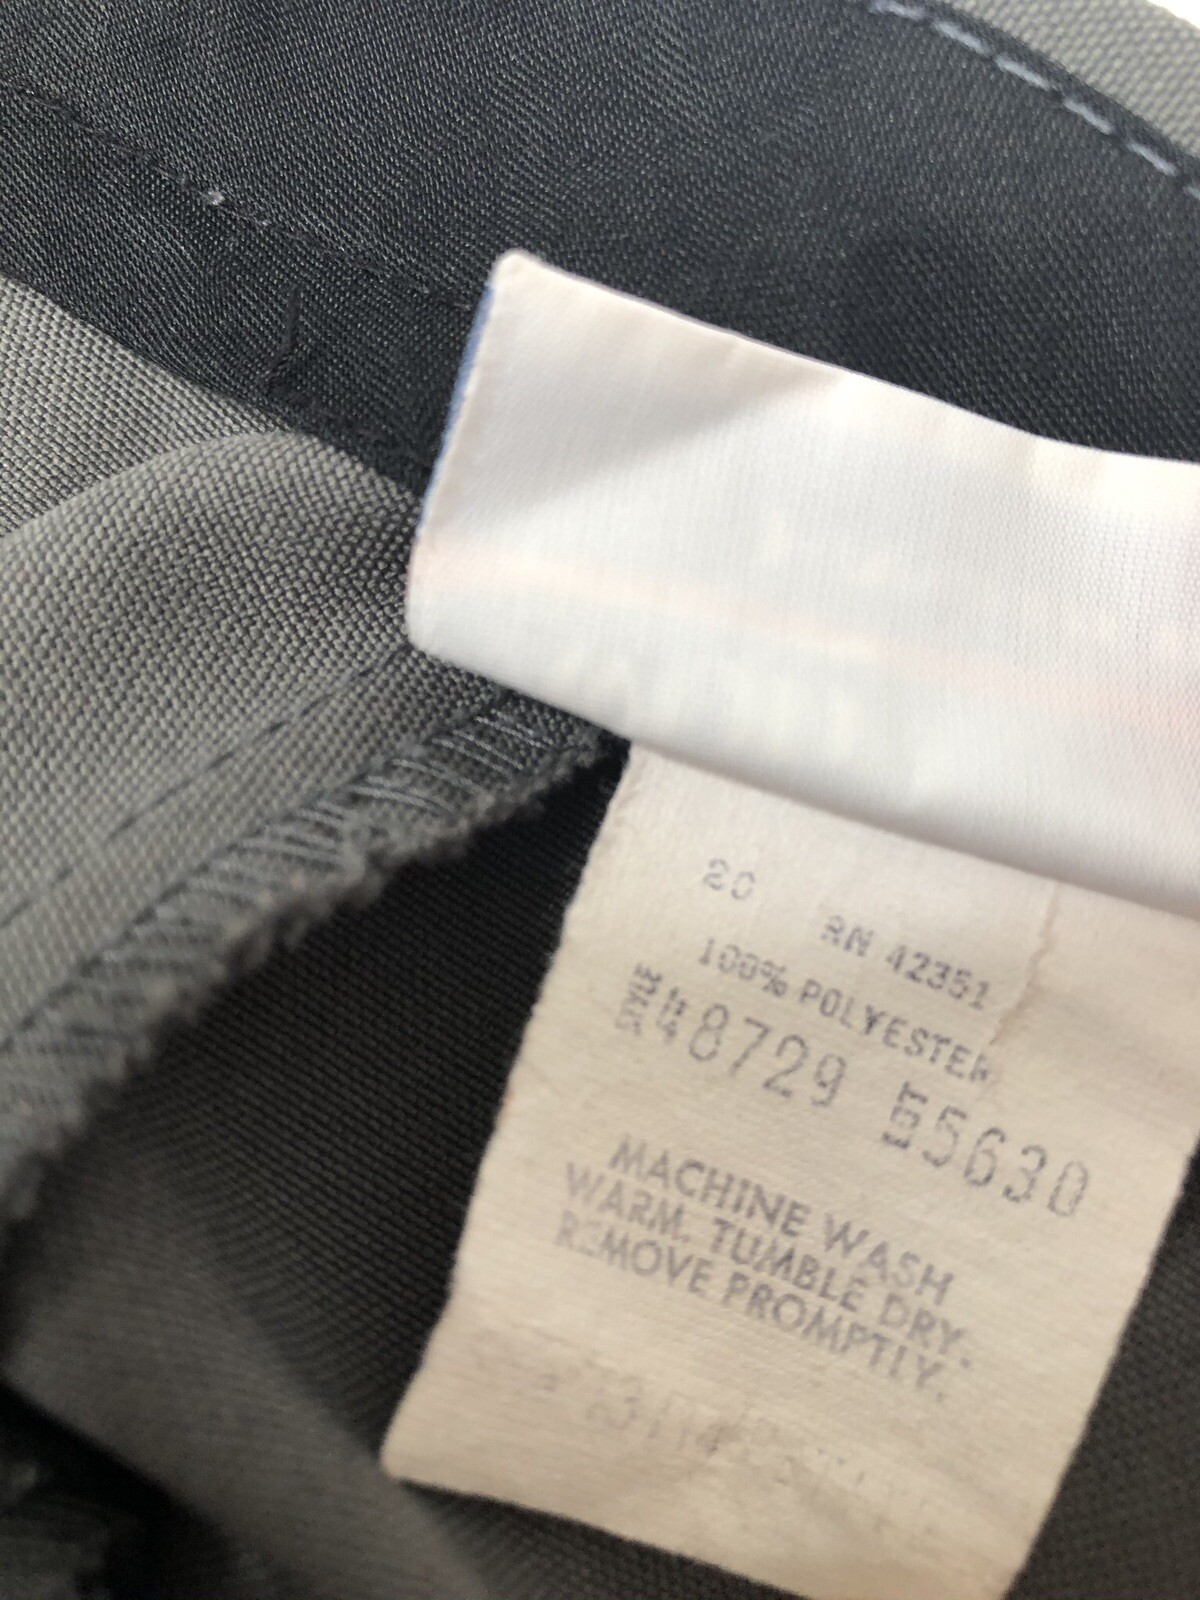 20
RN 42351
100% POLYESTER
STYLE 48729 LOT 5630
MACHINE WASH
WARM. TUMBLE DRY.
REMOVE PROMPTLY.